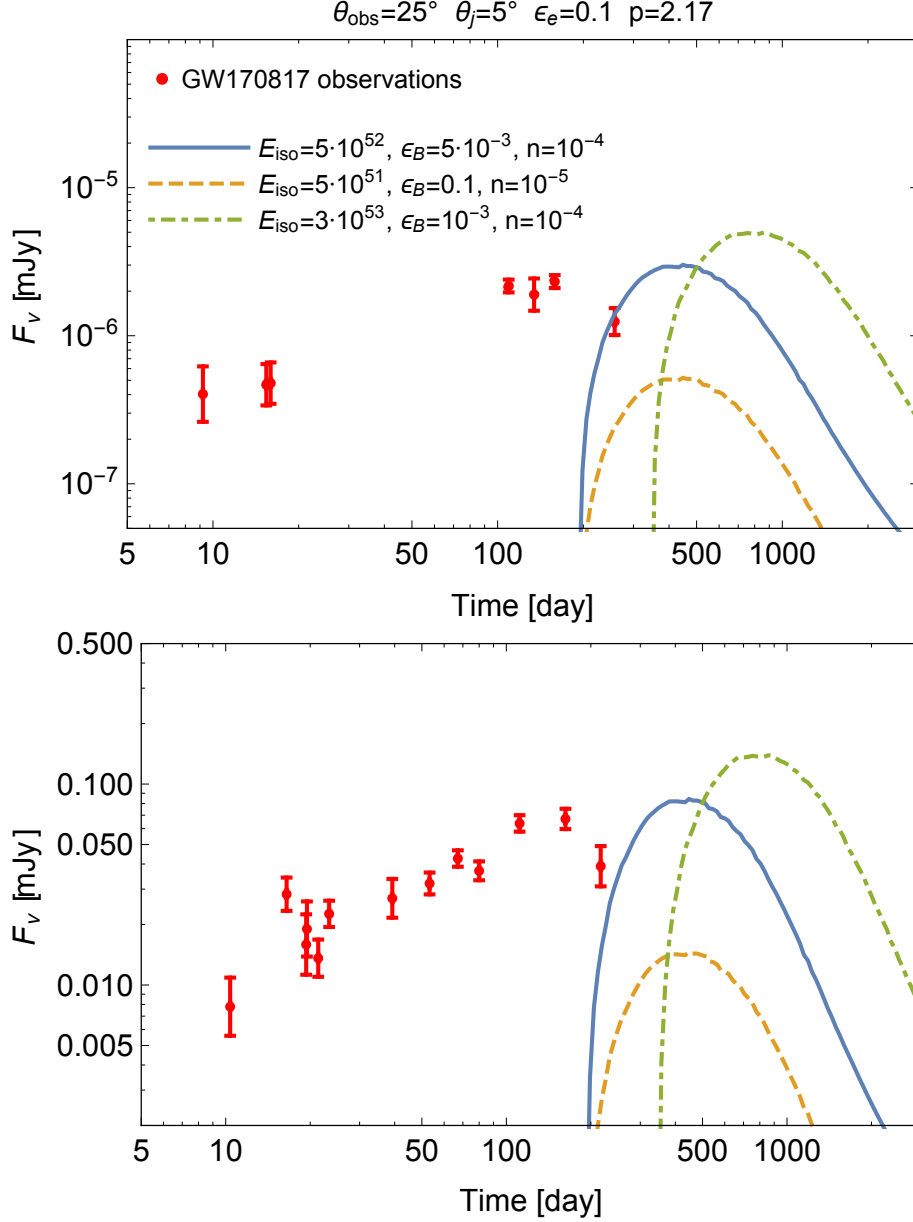 θobs=25° θj=5° ϵe=0.1 p=2.17
GW170817 observations
Eiso=5·10^52, ϵB=5·10^-3, n=10^-4
Eiso=5·10^51, ϵB=0.1, n=10^-5
Eiso=3·10^53, ϵB=10^-3, n=10^-4
10^-5
10^-6
10^-7
Fν [mJy]
5 10 50 100 500 1000
Time [day]
0.500
0.100
0.050
0.010
0.005
Fν [mJy]
5 10 50 100 500 1000
Time [day]